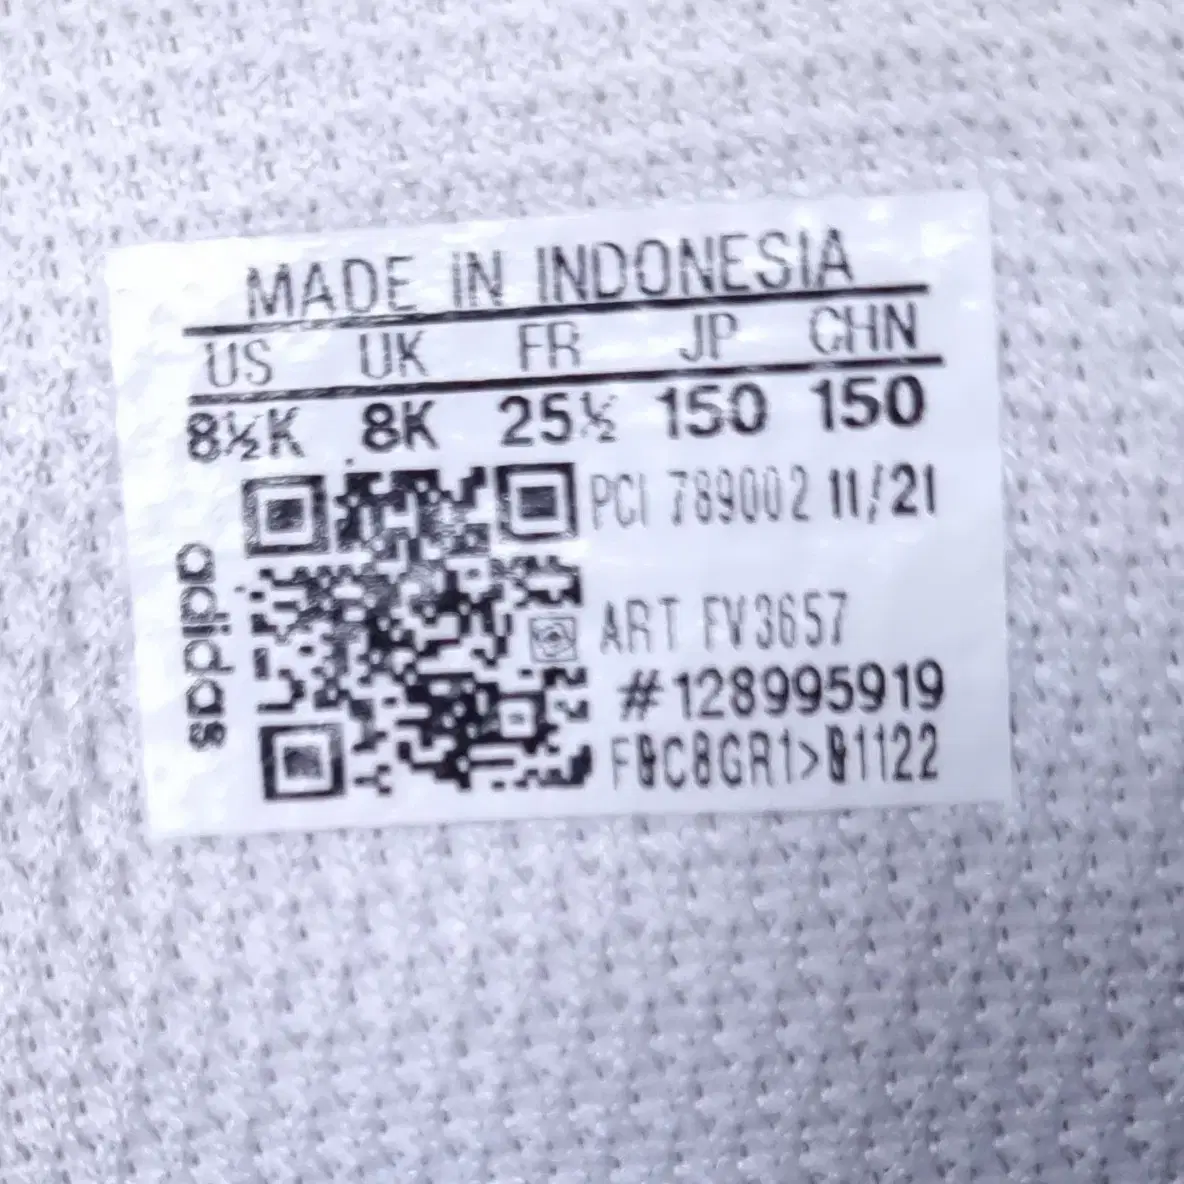 MADE IN INDONESIA
US UK FR JP CHN
8½K 8K 25½ 150 150
PCI 789002 11/21
adidas
ART FV3657
#128995919